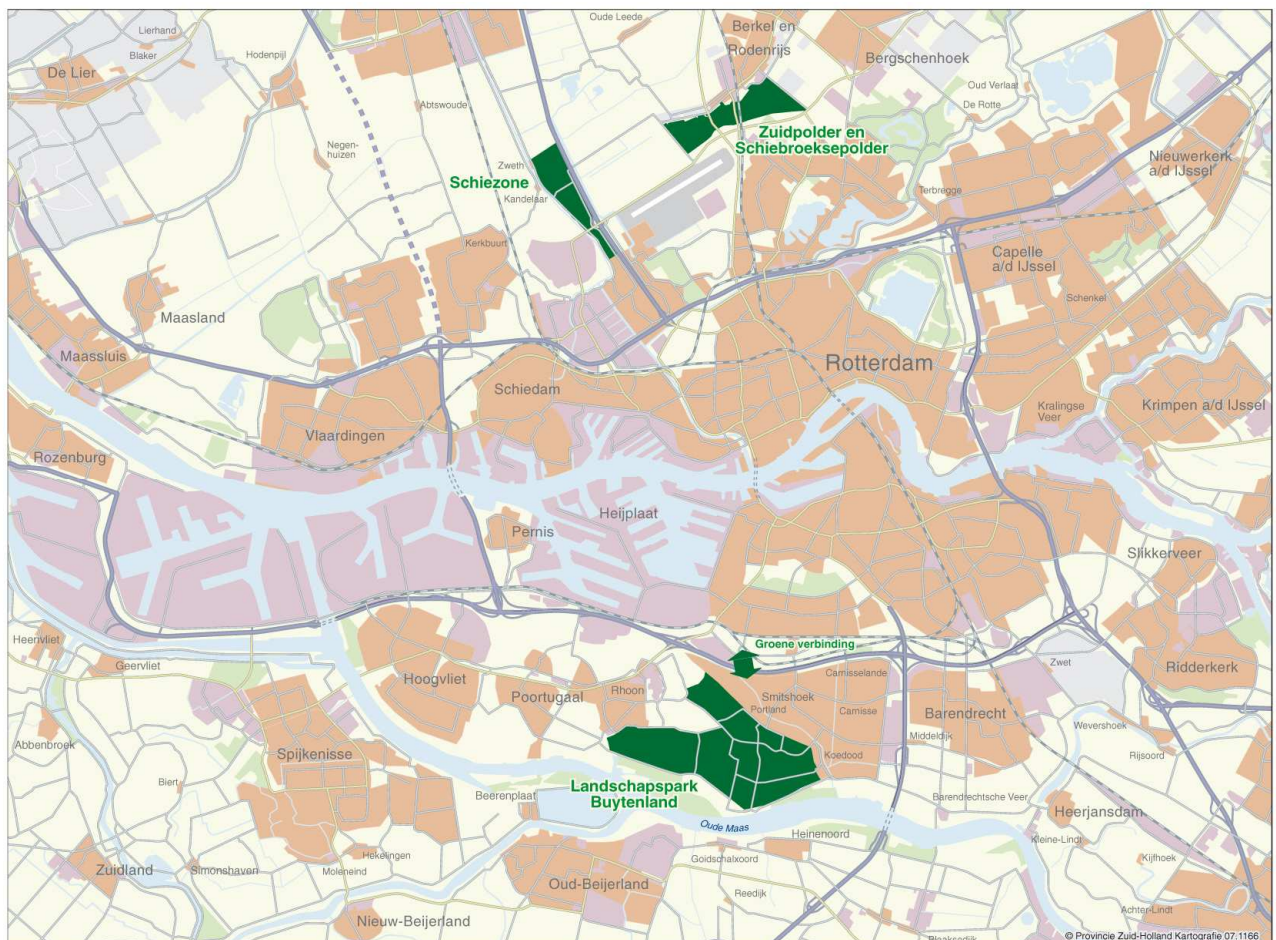 Oude Leede
Berkel en
Rodenrijs
Lierhand
Blaker
Hodenpijl
De Lier
Bergschenhoek
Oud Verlaat
De Rotte
Abtswoude
Zuidpolder en
Schiebroeksepolder
Negen-
huizen
Zweth
Schiezone
Kandelaar
Nieuwerkerk
a/d IJssel
Terbregge
Kerkbuurt
Capelle
a/d IJssel
Schenkel
Maasland
Maassluis
Rotterdam
Schiedam
Kralingse
Veer
Krimpen a/d IJssel
Vlaardingen
Rozenburg
Heijplaat
Pernis
Slikkerveer
Heenvliet
Geervliet
Groene verbinding
Zwet
Ridderkerk
Hoogvliet
Poortugaal
Rhoon
Smitshoek
Carnisselande
Portland
Carnisse
Barendrecht
Abbenbroek
Spijkenisse
Middeldijk
Wevershoek
Rijsoord
Koedood
Biert
Landschapspark
Buytenland
Beerenplaat
Barendrechtsche Veer
Heerjansdam
Oude Maas
Heinenoord
Kleine-Lindt
Zuidland
Simonshaven
Hekelingen
Moleneind
Goidschalxoord
Kijfhoek
Oud-Beijerland
Reedijk
Nieuw-Beijerland
Achter-Lindt
Blaaksedijk
© Provincie Zuid-Holland Kartografie 07.1166